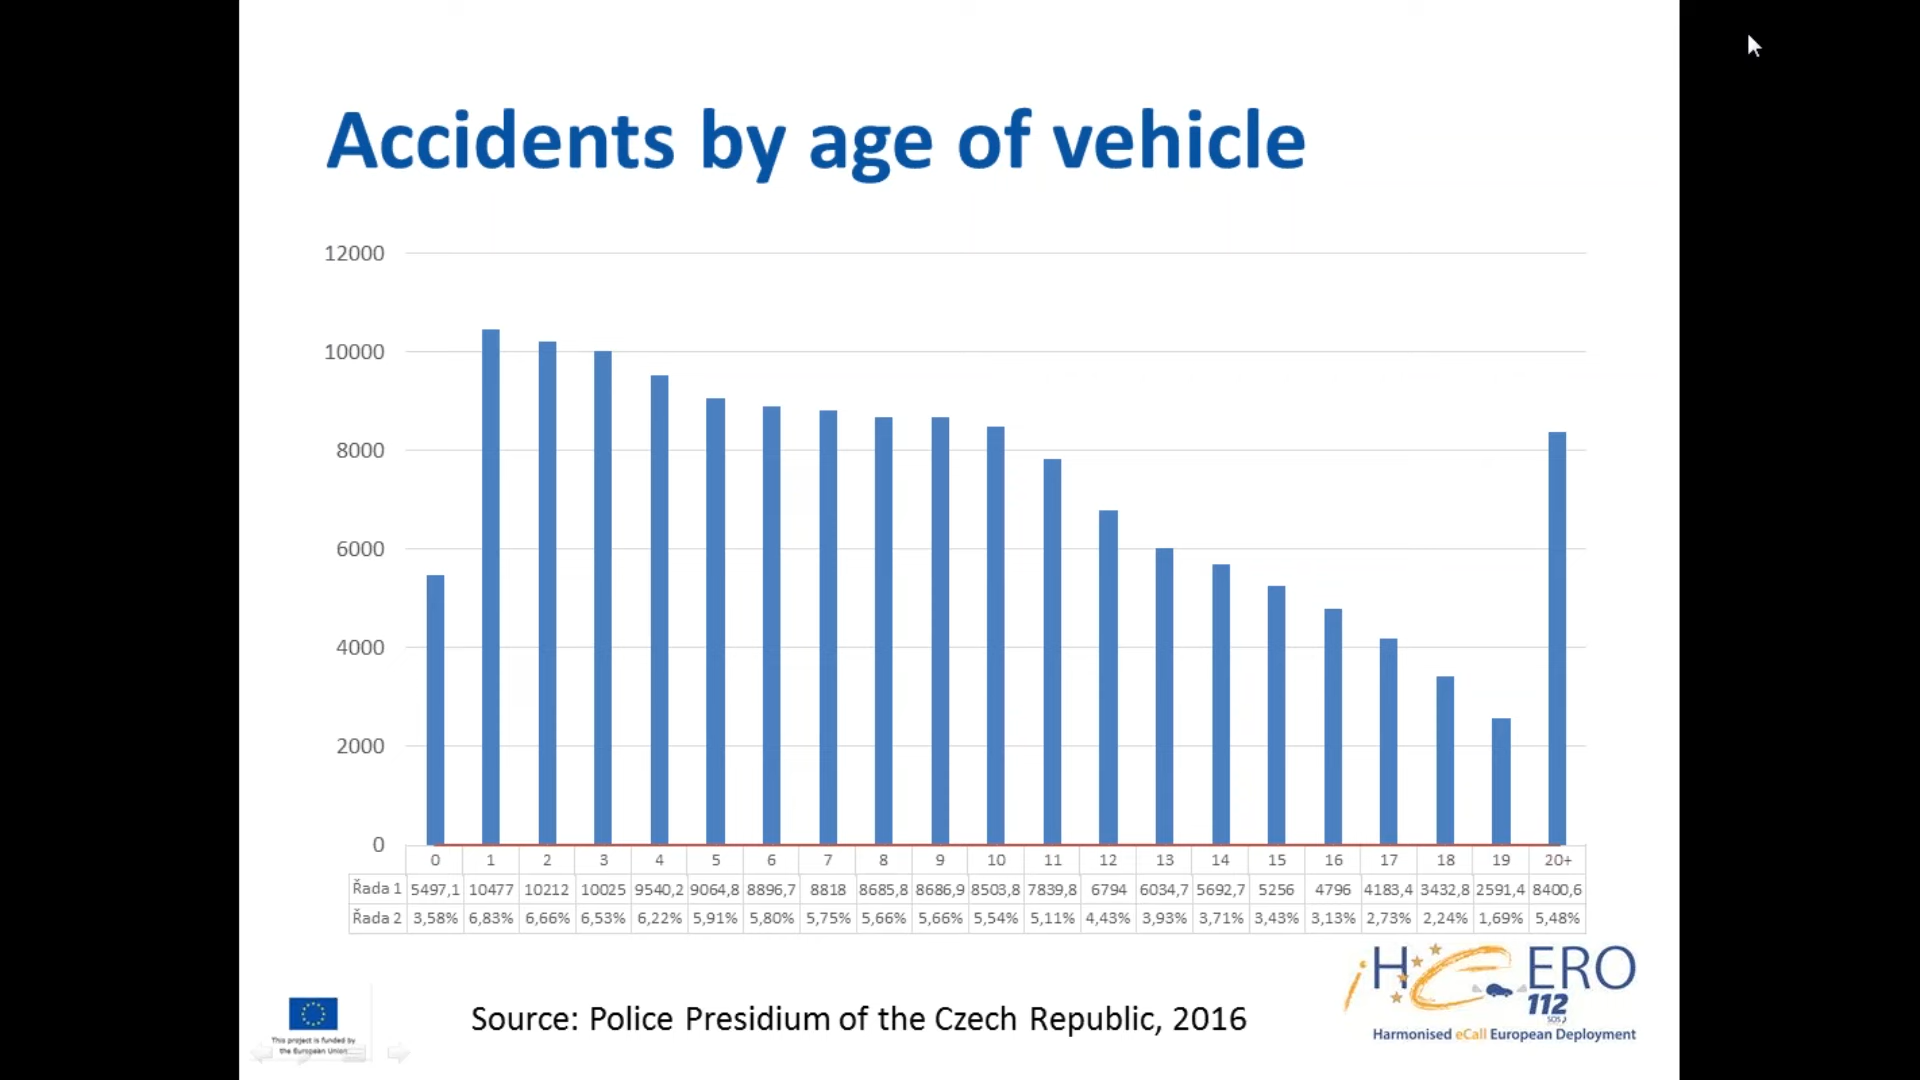 Accidents by age of vehicle
12000
10000
8000
6000
4000
2000
0
0 1 2 3 4 5 6 7 8 9 10 11 12 13 14 15 16 17 18 19 20+
Řada 1 5497,1 10477 10212 10025 9540,2 9064,8 8896,7 8818 8685,8 8686,9 8503,8 7839,8 6794 6034,7 5692,7 5256 4796 4183,4 3432,8 2591,4 8400,6
Řada 2 3,58% 6,83% 6,66% 6,53% 6,22% 5,91% 5,80% 5,75% 5,66% 5,66% 5,54% 5,11% 4,43% 3,93% 3,71% 3,43% 3,13% 2,73% 2,24% 1,69% 5,48%
This project is funded by
the European Union
Source: Police Presidium of the Czech Republic, 2016
iHeERO
112
SOS
Harmonised eCall European Deployment